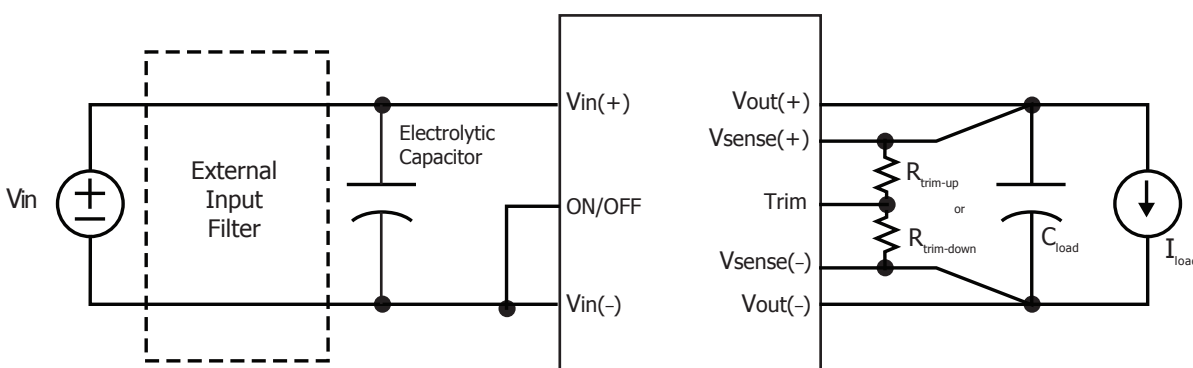 Vin
External
Input
Filter
Electrolytic
Capacitor
Vin(+)
ON/OFF
Vin(−)
Vout(+)
Vsense(+)
Trim
Vsense(−)
Vout(−)
Rtrim-up
or
Rtrim-down
Cload
Iload